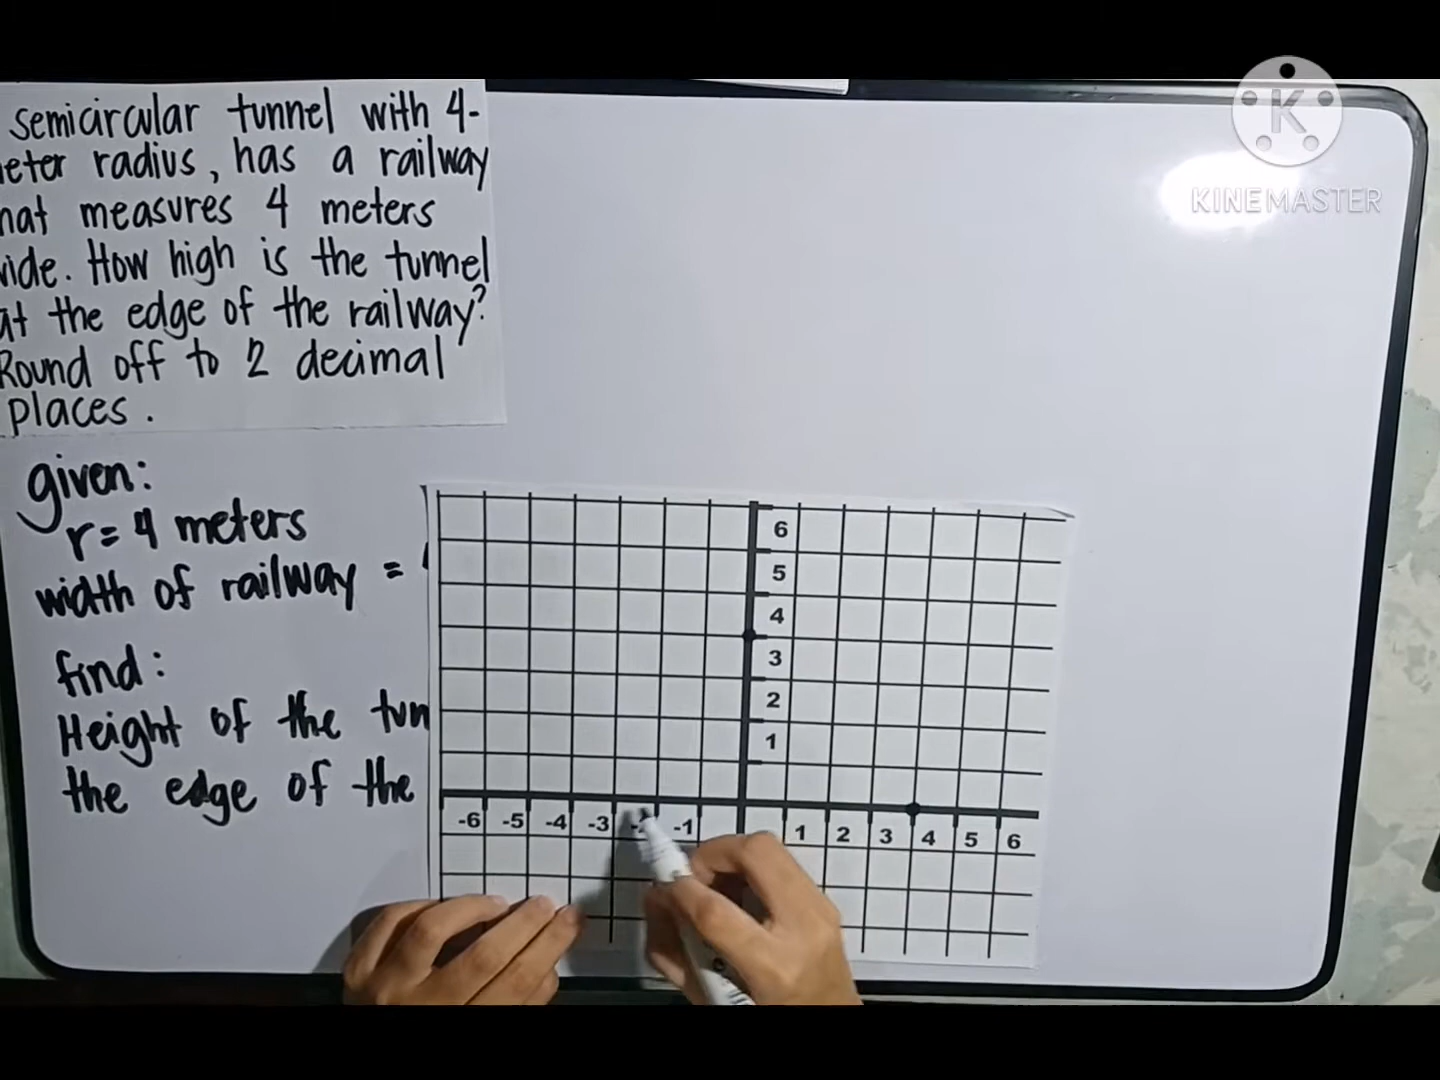 semicircular tunnel with 4-
eter radius, has a railway
hat measures 4 meters
ide. How high is the tunnel
at the edge of the railway?
Round off to 2 decimal
places.
given:
r = 4 meters
width of railway =
find:
Height of the tun
the edge of the
6
5
4
3
2
1
-6 -5 -4 -3 -1 1 2 3 4 5 6
K
KINEMASTER